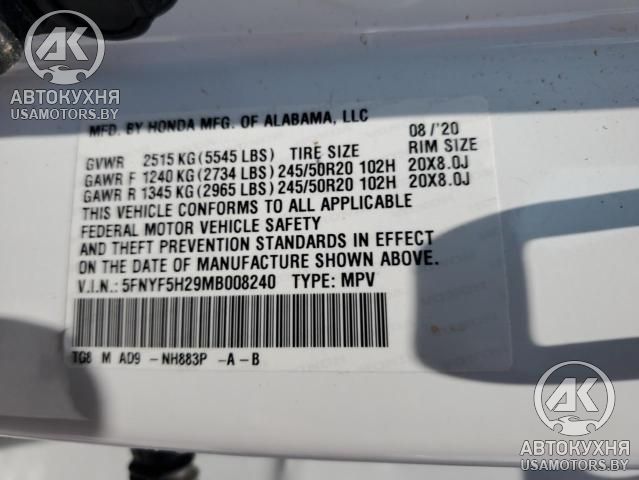 AK
АВТОКУХНЯ
USAMOTORS.BY
MFD. BY HONDA MFG. OF ALABAMA, LLC 08/'20
GVWR 2515 KG (5545 LBS) TIRE SIZE RIM SIZE
GAWR F 1240 KG (2734 LBS) 245/50R20 102H 20X8.0J
GAWR R 1345 KG (2965 LBS) 245/50R20 102H 20X8.0J
THIS VEHICLE CONFORMS TO ALL APPLICABLE
FEDERAL MOTOR VEHICLE SAFETY
AND THEFT PREVENTION STANDARDS IN EFFECT
ON THE DATE OF MANUFACTURE SHOWN ABOVE.
V.I.N.: 5FNYF5H29MB008240 TYPE: MPV
TG8 M AD9 -NH883P -A-B
AK
АВТОКУХНЯ
USAMOTORS.BY